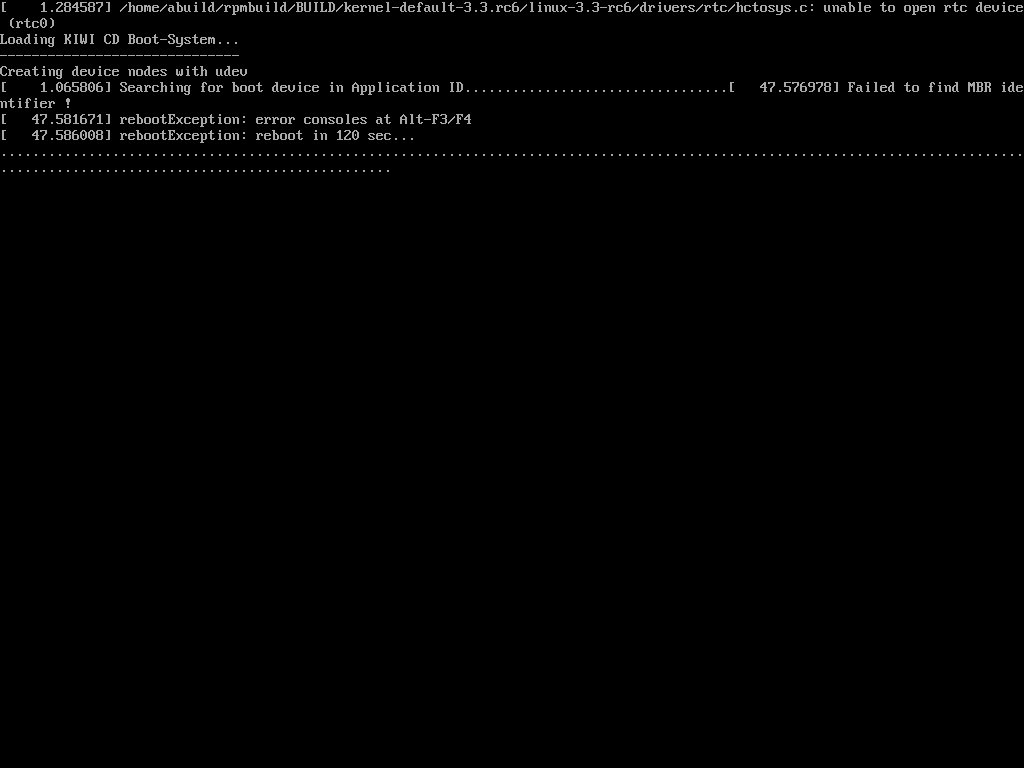 [    1.284587] /home/abuild/rpmbuild/BUILD/kernel-default-3.3.rc6/linux-3.3-rc6/drivers/rtc/hctosys.c: unable to open rtc device
 (rtc0)
Loading KIWI CD Boot-System...
------------------------------
Creating device nodes with udev
[    1.065806] Searching for boot device in Application ID.................................[   47.576978] Failed to find MBR ide
ntifier !
[   47.581671] rebootException: error consoles at Alt-F3/F4
[   47.586008] rebootException: reboot in 120 sec...
................................................................................................................................
.................................................